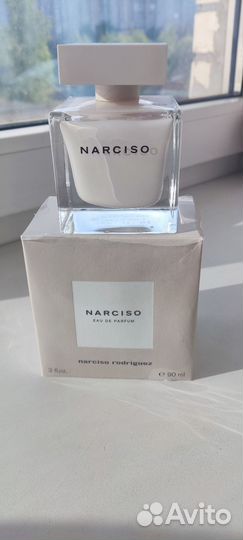 NARCISO
NARCISO
EAU DE PARFUM
narciso rodriguez
3 fl.oz. ℮ 90 ml
Avito